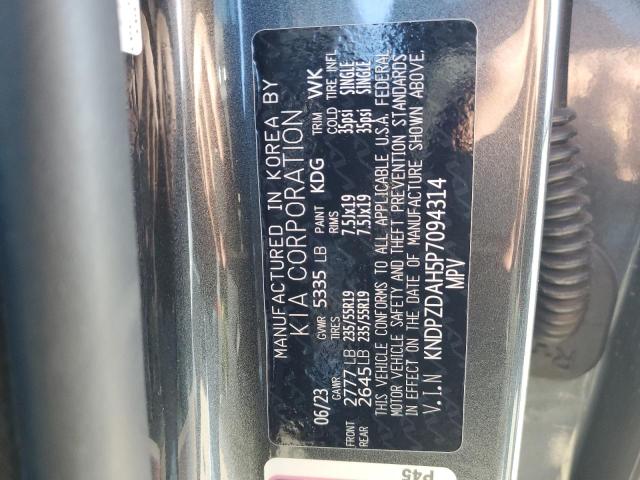 MANUFACTURED IN KOREA BY
KIA CORPORATION
06/23 GVWR 5335 LB PAINT KDG TRIM WK
GAWR TIRES RIMS COLD TIRE INFL
FRONT 2777 LB 235/55R19 7.5Jx19 35psi SINGLE
REAR 2645 LB 235/55R19 7.5Jx19 35psi SINGLE
THIS VEHICLE CONFORMS TO ALL APPLICABLE U.S.A. FEDERAL
MOTOR VEHICLE SAFETY AND THEFT PREVENTION STANDARDS
IN EFFECT ON THE DATE OF MANUFACTURE SHOWN ABOVE.
V.I.N KNDPZDAH5P7094314
MPV
P45